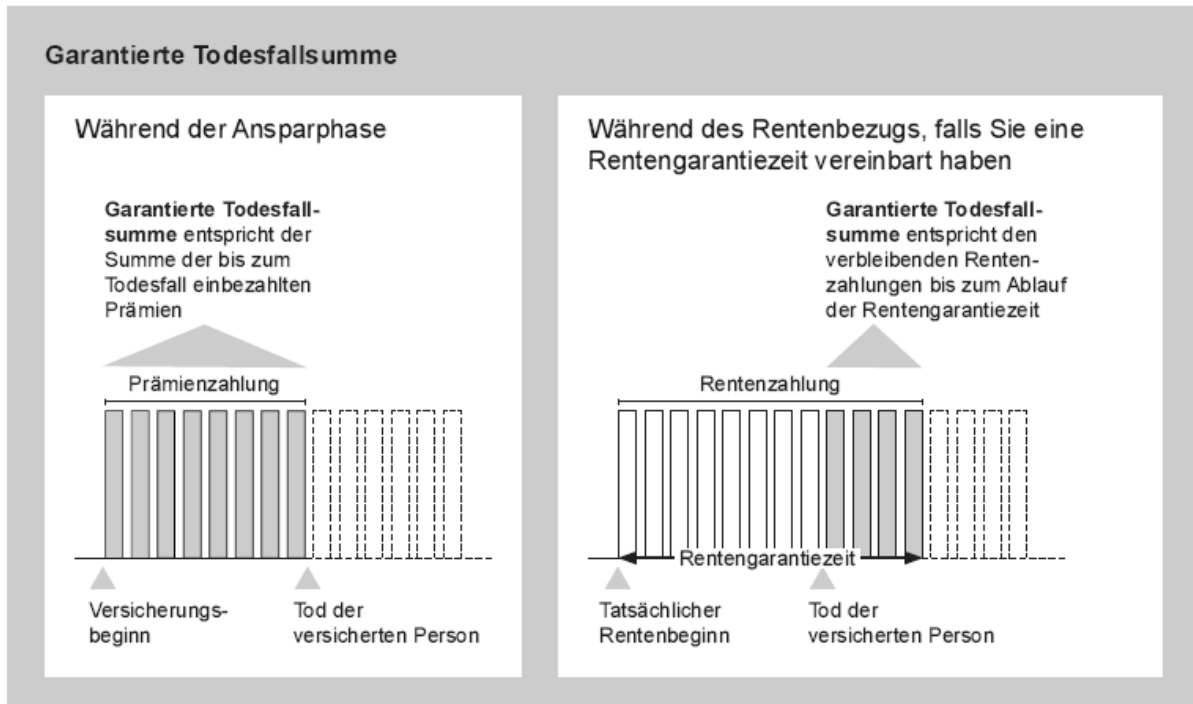 Garantierte Todesfallsumme
Während der Ansparphase
Garantierte Todesfall-
summe entspricht der
Summe der bis zum
Todesfall einbezahlten
Prämien
Prämienzahlung
Versicherungs-
beginn
Tod der
versicherten Person
Während des Rentenbezugs, falls Sie eine
Rentengarantiezeit vereinbart haben
Garantierte Todesfall-
summe entspricht den
verbleibenden Renten-
zahlungen bis zum Ablauf
der Rentengarantiezeit
Rentenzahlung
Rentengarantiezeit
Tatsächlicher
Rentenbeginn
Tod der
versicherten Person